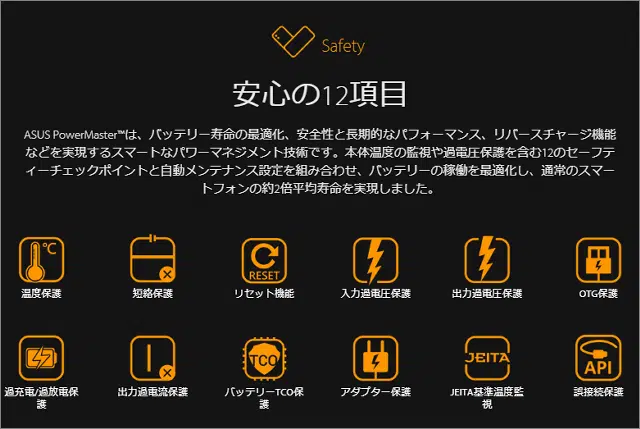 Safety
安心の12項目
ASUS PowerMaster™は、バッテリー寿命の最適化、安全性と長期的なパフォーマンス、リバースチャージ機能
などを実現するスマートなパワーマネジメント技術です。本体温度の監視や過電圧保護を含む12のセーフテ
ィーチェックポイントと自動メンテナンス設定を組み合わせ、バッテリーの稼働を最適化し、通常のスマー
トフォンの約2倍平均寿命を実現しました。
℃
RESET
温度保護
短絡保護
リセット機能
入力過電圧保護
出力過電圧保護
OTG保護
TCO
JEITA
API
過充電/過放電保
護
出力過電流保護
バッテリーTCO保
護
アダプター保護
JEITA基準温度監
視
誤接続保護